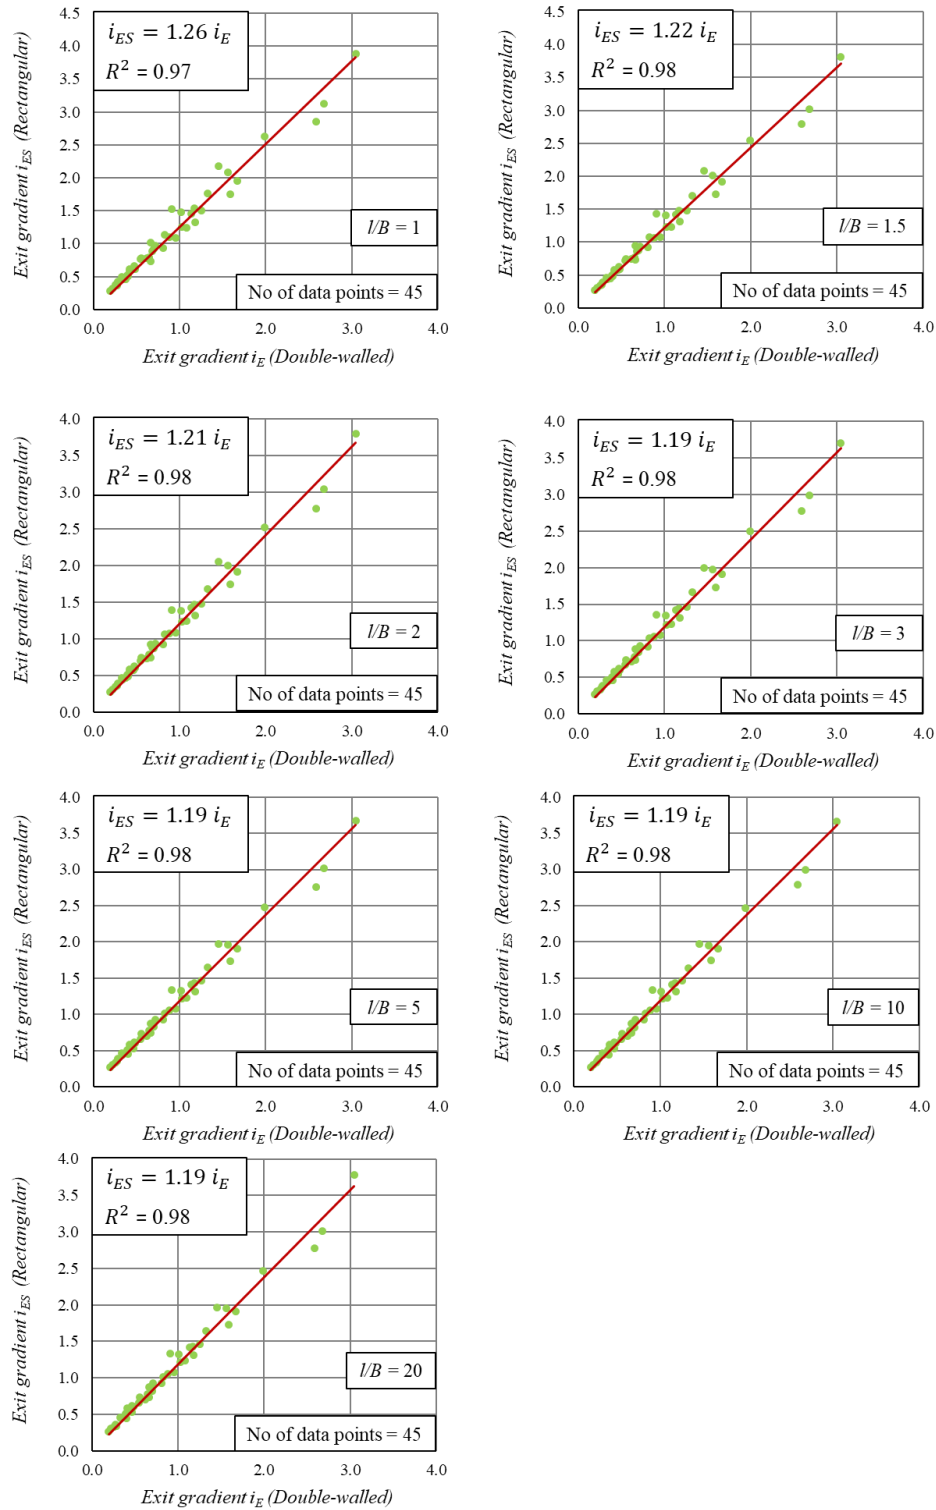 4.5
4.0
3.5
3.0
2.5
2.0
1.5
1.0
0.5
0.0
0.0 1.0 2.0 3.0 4.0
Exit gradient i_ES (Rectangular)
Exit gradient i_E (Double-walled)
i_ES = 1.26 i_E
R² = 0.97
l/B = 1
No of data points = 45
4.5
4.0
3.5
3.0
2.5
2.0
1.5
1.0
0.5
0.0
0.0 1.0 2.0 3.0 4.0
Exit gradient i_ES (Rectangular)
Exit gradient i_E (Double-walled)
i_ES = 1.22 i_E
R² = 0.98
l/B = 1.5
No of data points = 45
4.0
3.5
3.0
2.5
2.0
1.5
1.0
0.5
0.0
0.0 1.0 2.0 3.0 4.0
Exit gradient i_ES (Rectangular)
Exit gradient i_E (Double-walled)
i_ES = 1.21 i_E
R² = 0.98
l/B = 2
No of data points = 45
4.0
3.5
3.0
2.5
2.0
1.5
1.0
0.5
0.0
0.0 1.0 2.0 3.0 4.0
Exit gradient i_ES (Rectangular)
Exit gradient i_E (Double-walled)
i_ES = 1.19 i_E
R² = 0.98
l/B = 3
No of data points = 45
4.0
3.5
3.0
2.5
2.0
1.5
1.0
0.5
0.0
0.0 1.0 2.0 3.0 4.0
Exit gradient i_ES (Rectangular)
Exit gradient i_E (Double-walled)
i_ES = 1.19 i_E
R² = 0.98
l/B = 5
No of data points = 45
4.0
3.5
3.0
2.5
2.0
1.5
1.0
0.5
0.0
0.0 1.0 2.0 3.0 4.0
Exit gradient i_ES (Rectangular)
Exit gradient i_E (Double-walled)
i_ES = 1.19 i_E
R² = 0.98
l/B = 10
No of data points = 45
4.0
3.5
3.0
2.5
2.0
1.5
1.0
0.5
0.0
0.0 1.0 2.0 3.0 4.0
Exit gradient i_ES (Rectangular)
Exit gradient i_E (Double-walled)
i_ES = 1.19 i_E
R² = 0.98
l/B = 20
No of data points = 45